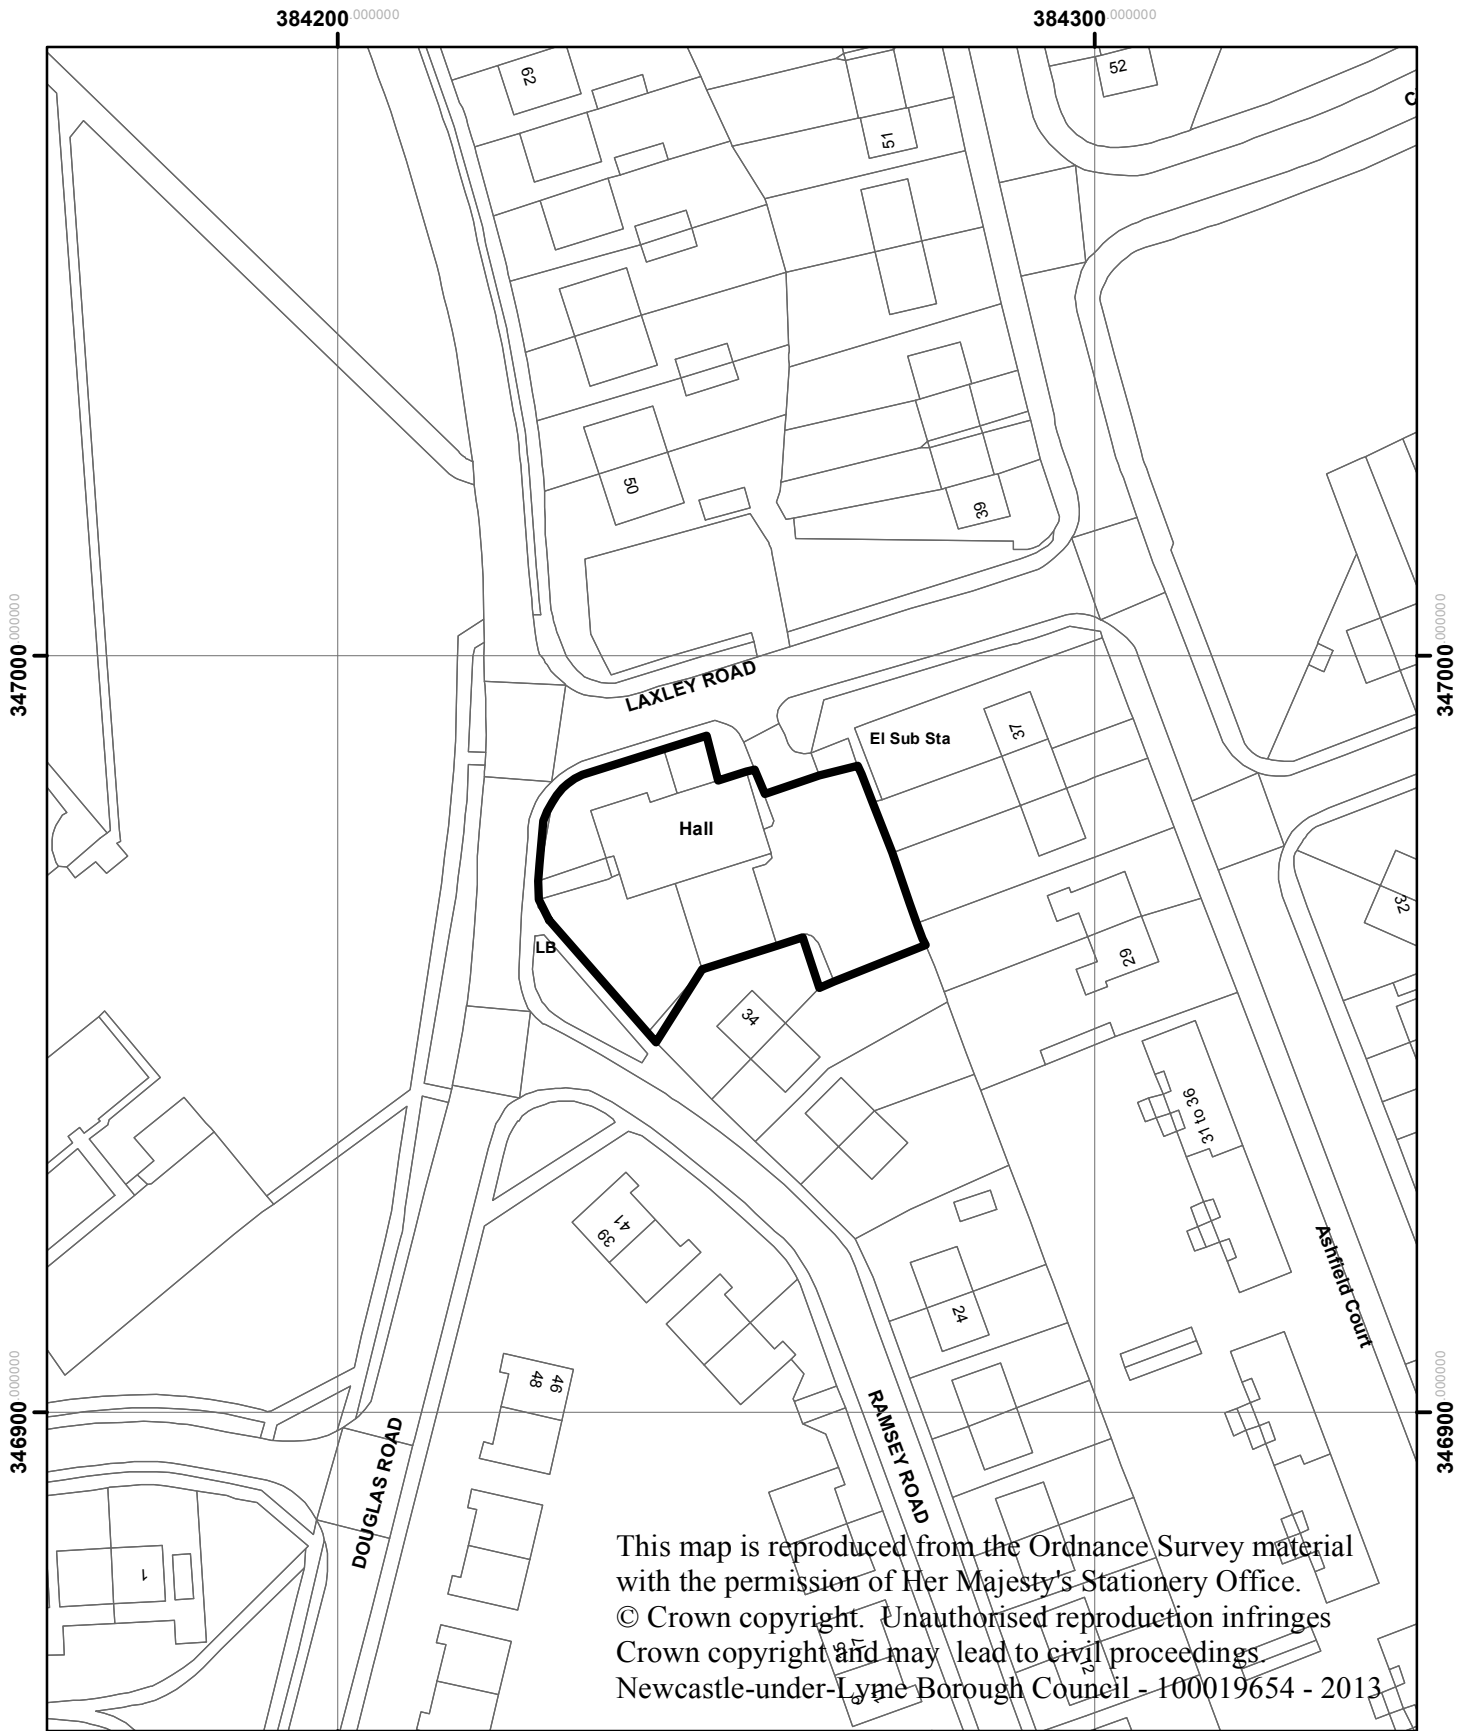 384200.000000
384300.000000
62
52
51
C
50
39
347000.000000
347000.000000
LAXLEY ROAD
El Sub Sta
37
Hall
32
LB
29
34
31 to 36
41
39
Ashfield Court
24
46
48
346900.000000
346900.000000
DOUGLAS ROAD
RAMSEY ROAD
1
This map is reproduced from the Ordnance Survey material
with the permission of Her Majesty's Stationery Office.
© Crown copyright. Unauthorised reproduction infringes
Crown copyright and may lead to civil proceedings.
Newcastle-under-Lyme Borough Council - 100019654 - 2013
17
15
12